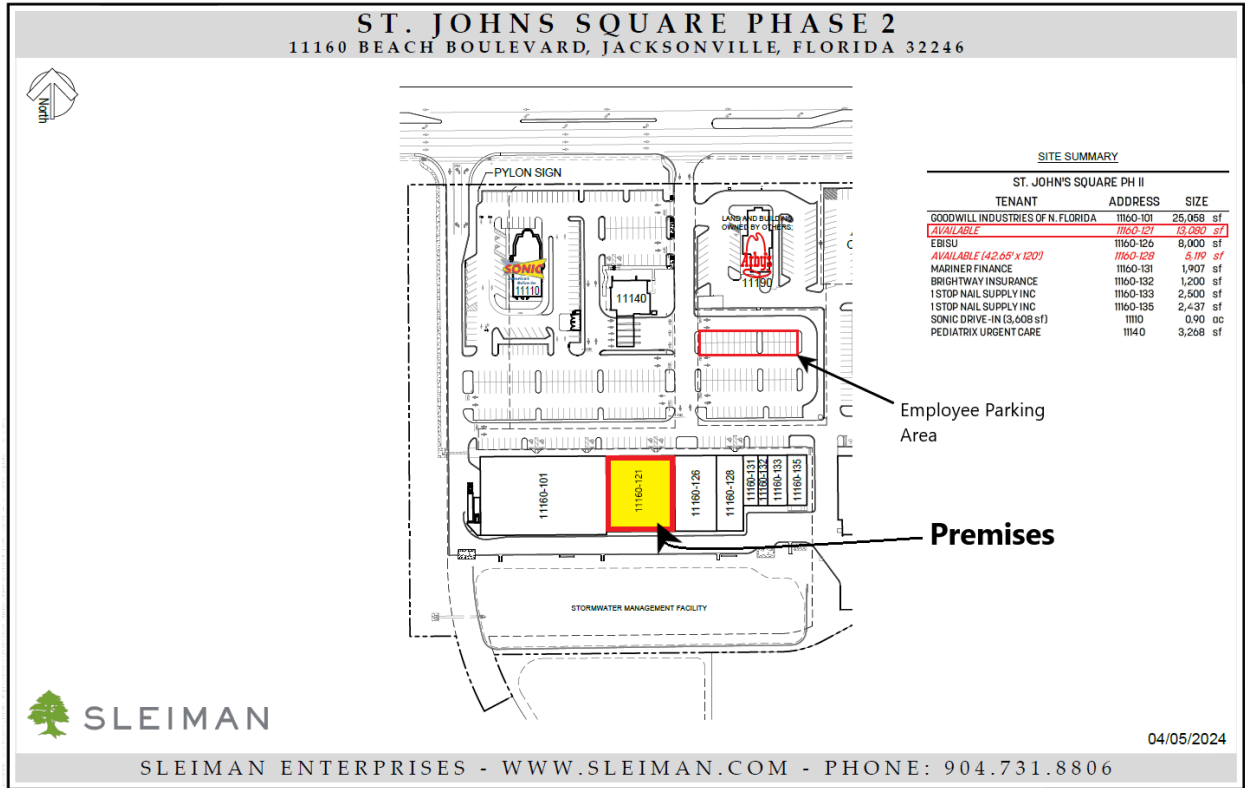 ST. JOHNS SQUARE PHASE 2
11160 BEACH BOULEVARD, JACKSONVILLE, FLORIDA 32246
North
PYLON SIGN
SONIC
11110
11140
LAND AND BUILDING
OWNED BY OTHERS
Arby's
11190
SITE SUMMARY
ST. JOHN'S SQUARE PH II
TENANT ADDRESS SIZE
GOODWILL INDUSTRIES OF N. FLORIDA 11160-101 25,058 sf
AVAILABLE 11160-121 13,080 sf
EBISU 11160-126 8,000 sf
AVAILABLE (42.65' x 120') 11160-128 5,119 sf
MARINER FINANCE 11160-131 1,907 sf
BRIGHTWAY INSURANCE 11160-132 1,200 sf
1 STOP NAIL SUPPLY INC 11160-133 2,500 sf
1 STOP NAIL SUPPLY INC 11160-135 2,437 sf
SONIC DRIVE-IN (3,608 sf) 11110 0.90 ac
PEDIATRIX URGENT CARE 11140 3,268 sf
Employee Parking
Area
11160-101
11160-121
11160-126
11160-128
11160-131
11160-132
11160-133
11160-135
Premises
STORMWATER MANAGEMENT FACILITY
SLEIMAN
04/05/2024
SLEIMAN ENTERPRISES - WWW.SLEIMAN.COM - PHONE: 904.731.8806